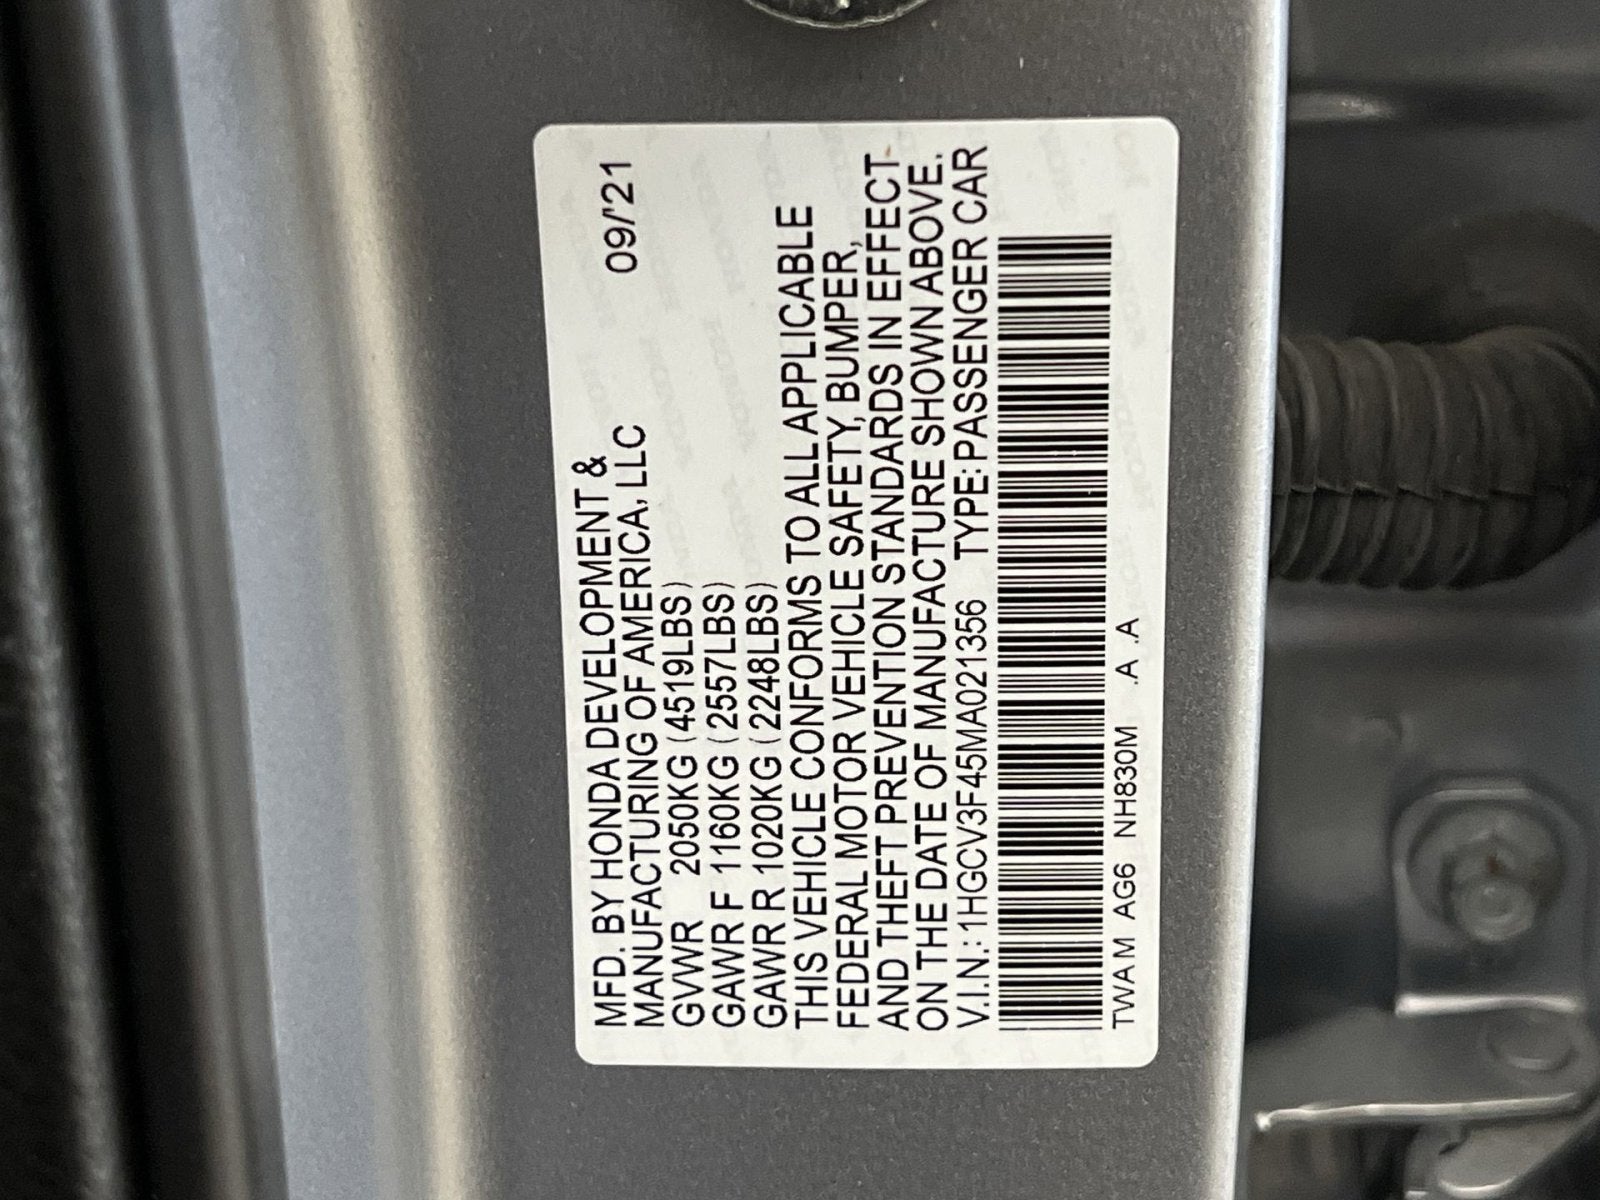 MFD. BY HONDA DEVELOPMENT &
MANUFACTURING OF AMERICA, LLC 09/'21
GVWR 2050KG (4519LBS)
GAWR F 1160KG (2557LBS)
GAWR R 1020KG (2248LBS)
THIS VEHICLE CONFORMS TO ALL APPLICABLE
FEDERAL MOTOR VEHICLE SAFETY, BUMPER,
AND THEFT PREVENTION STANDARDS IN EFFECT
ON THE DATE OF MANUFACTURE SHOWN ABOVE.
V.I.N.: 1HGCV3F45MA021356 TYPE: PASSENGER CAR
TWA M AG6 NH830M .A .A